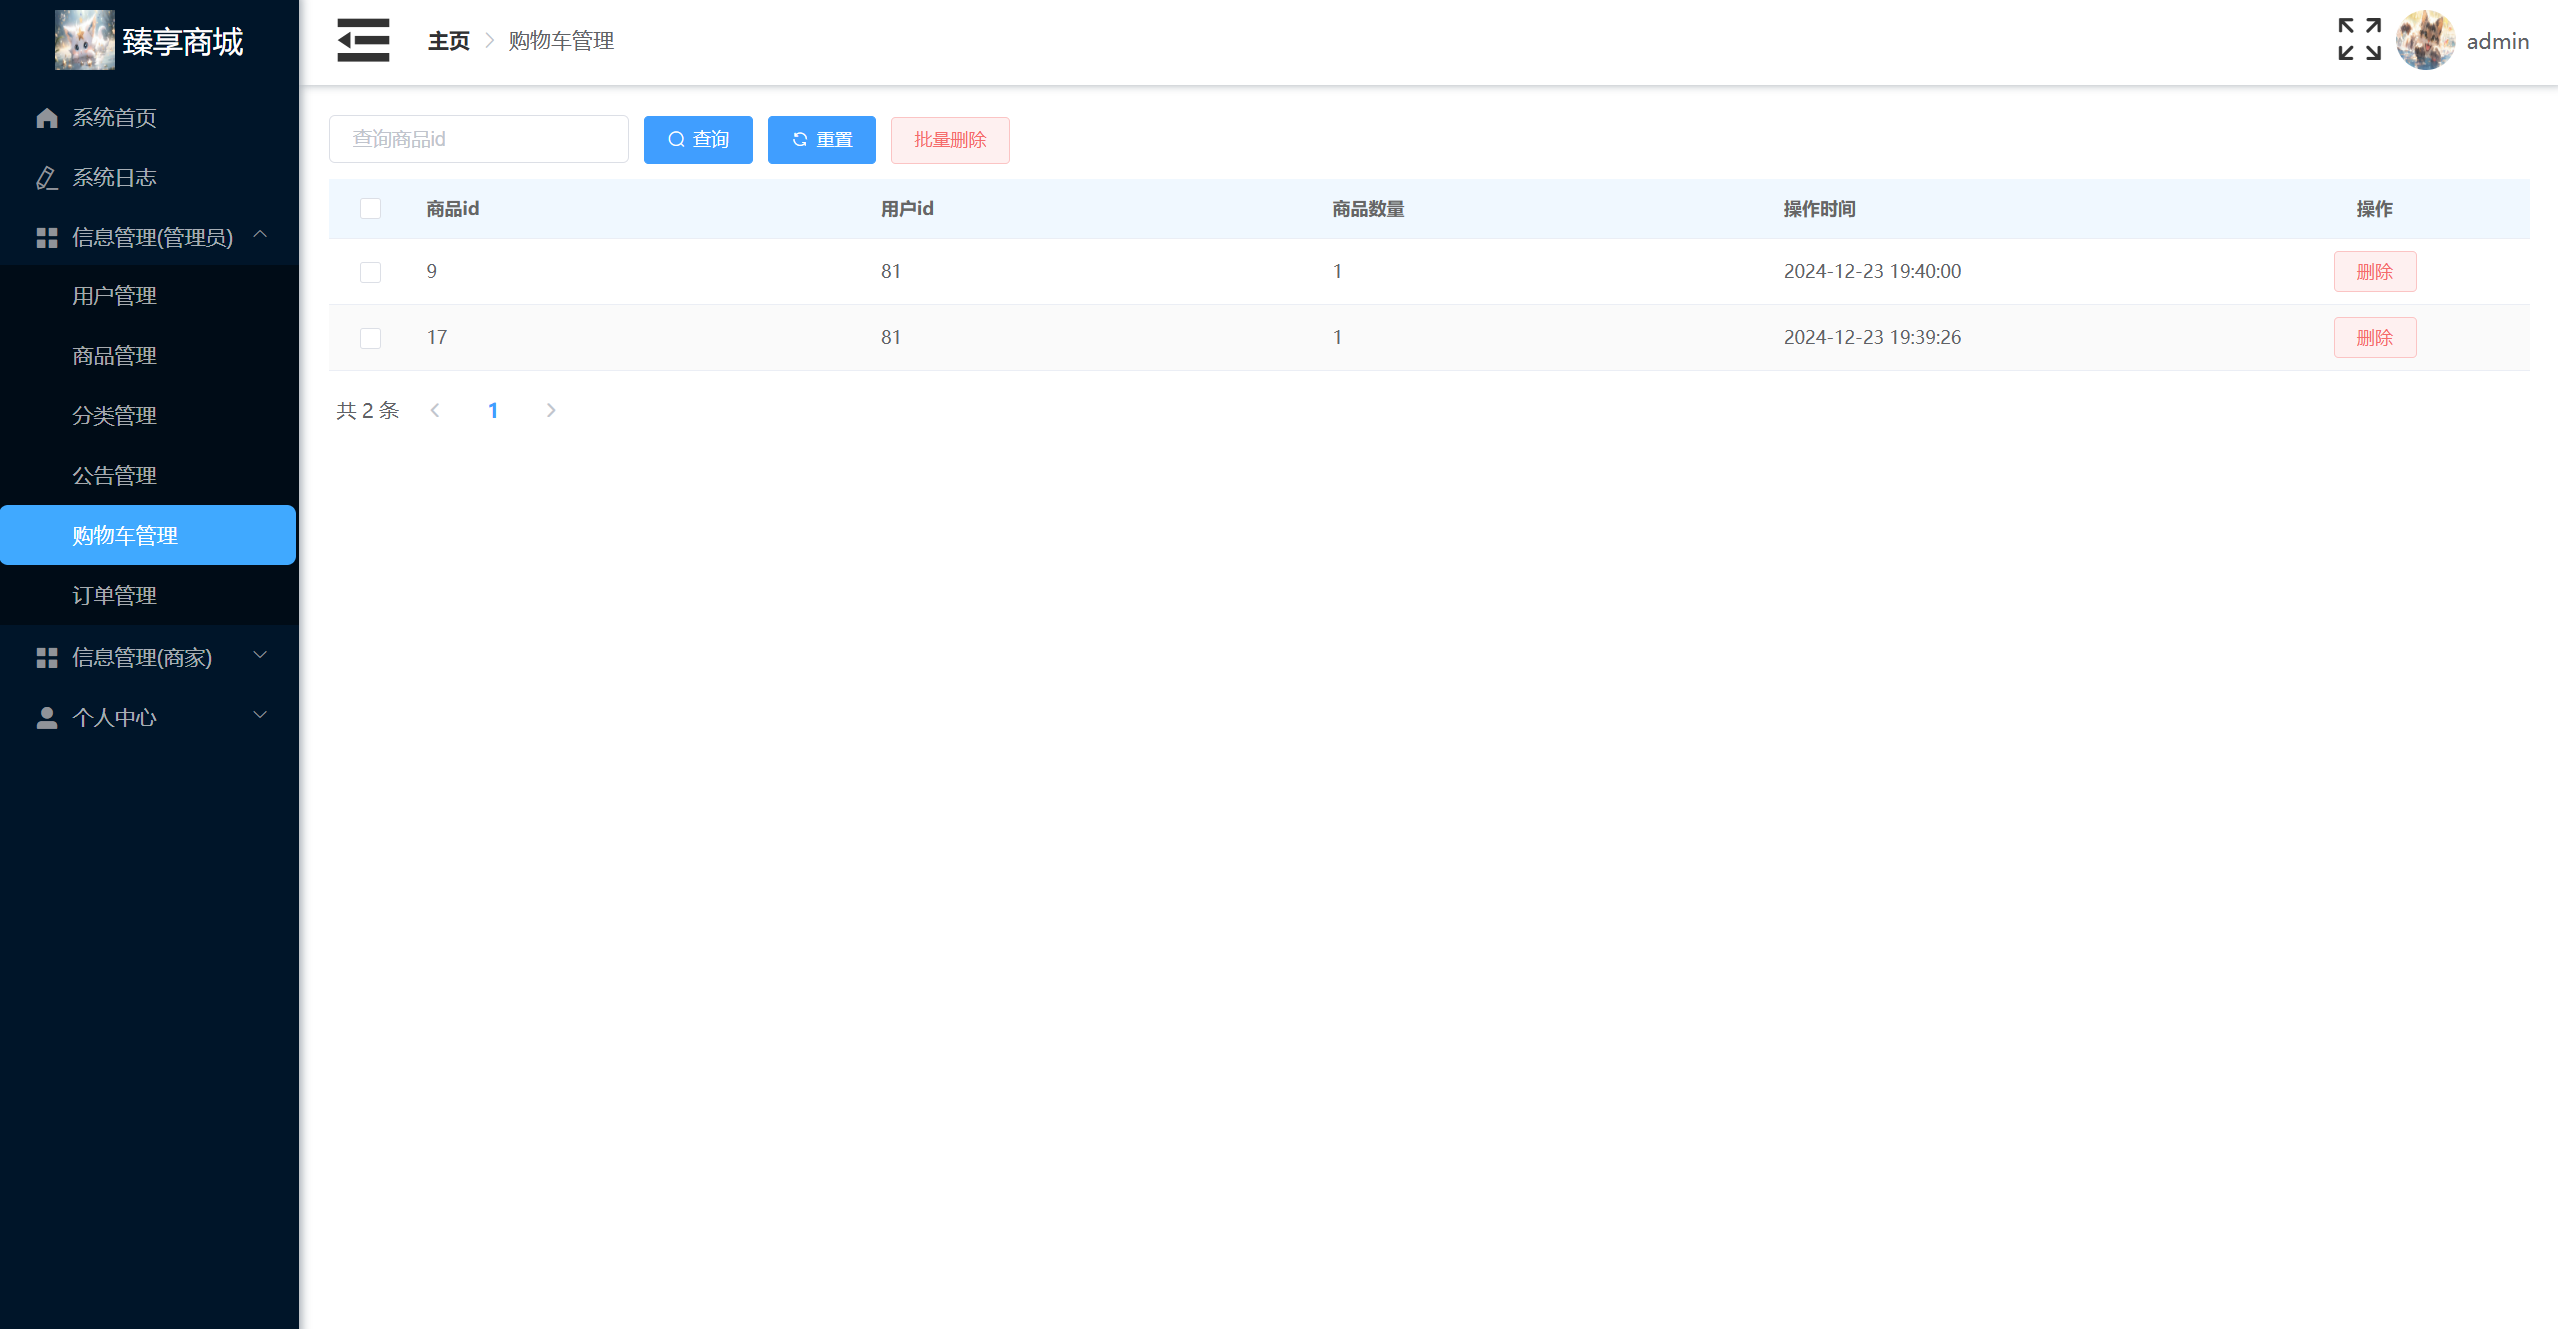 臻享商城
主页 购物车管理
admin
系统首页
系统日志
信息管理(管理员)
用户管理
商品管理
分类管理
公告管理
购物车管理
订单管理
信息管理(商家)
个人中心
查询商品id 查询 重置 批量删除
商品id 用户id 商品数量 操作时间 操作
9 81 1 2024-12-23 19:40:00 删除
17 81 1 2024-12-23 19:39:26 删除
共 2 条 1